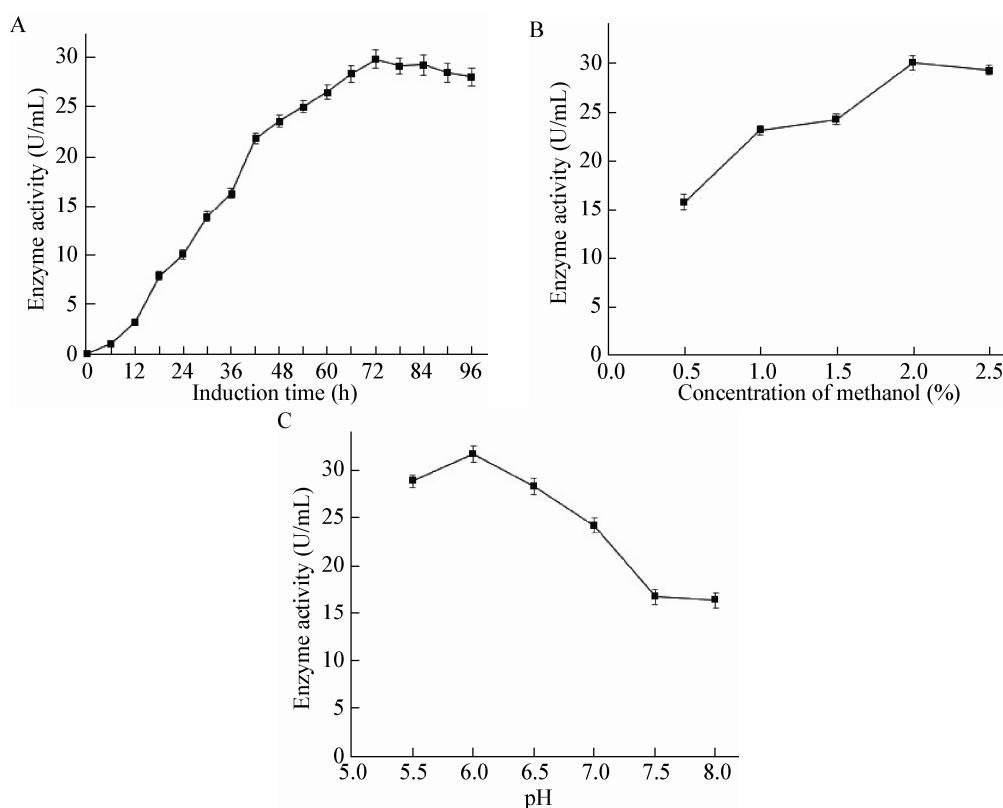 A
Enzyme activity (U/mL)
30
25
20
15
10
5
0
0 12 24 36 48 60 72 84 96
Induction time (h)
B
Enzyme activity (U/mL)
30
25
20
15
10
5
0
0.0 0.5 1.0 1.5 2.0 2.5
Concentration of methanol (%)
C
Enzyme activity (U/mL)
30
25
20
15
10
5
0
5.0 5.5 6.0 6.5 7.0 7.5 8.0
pH